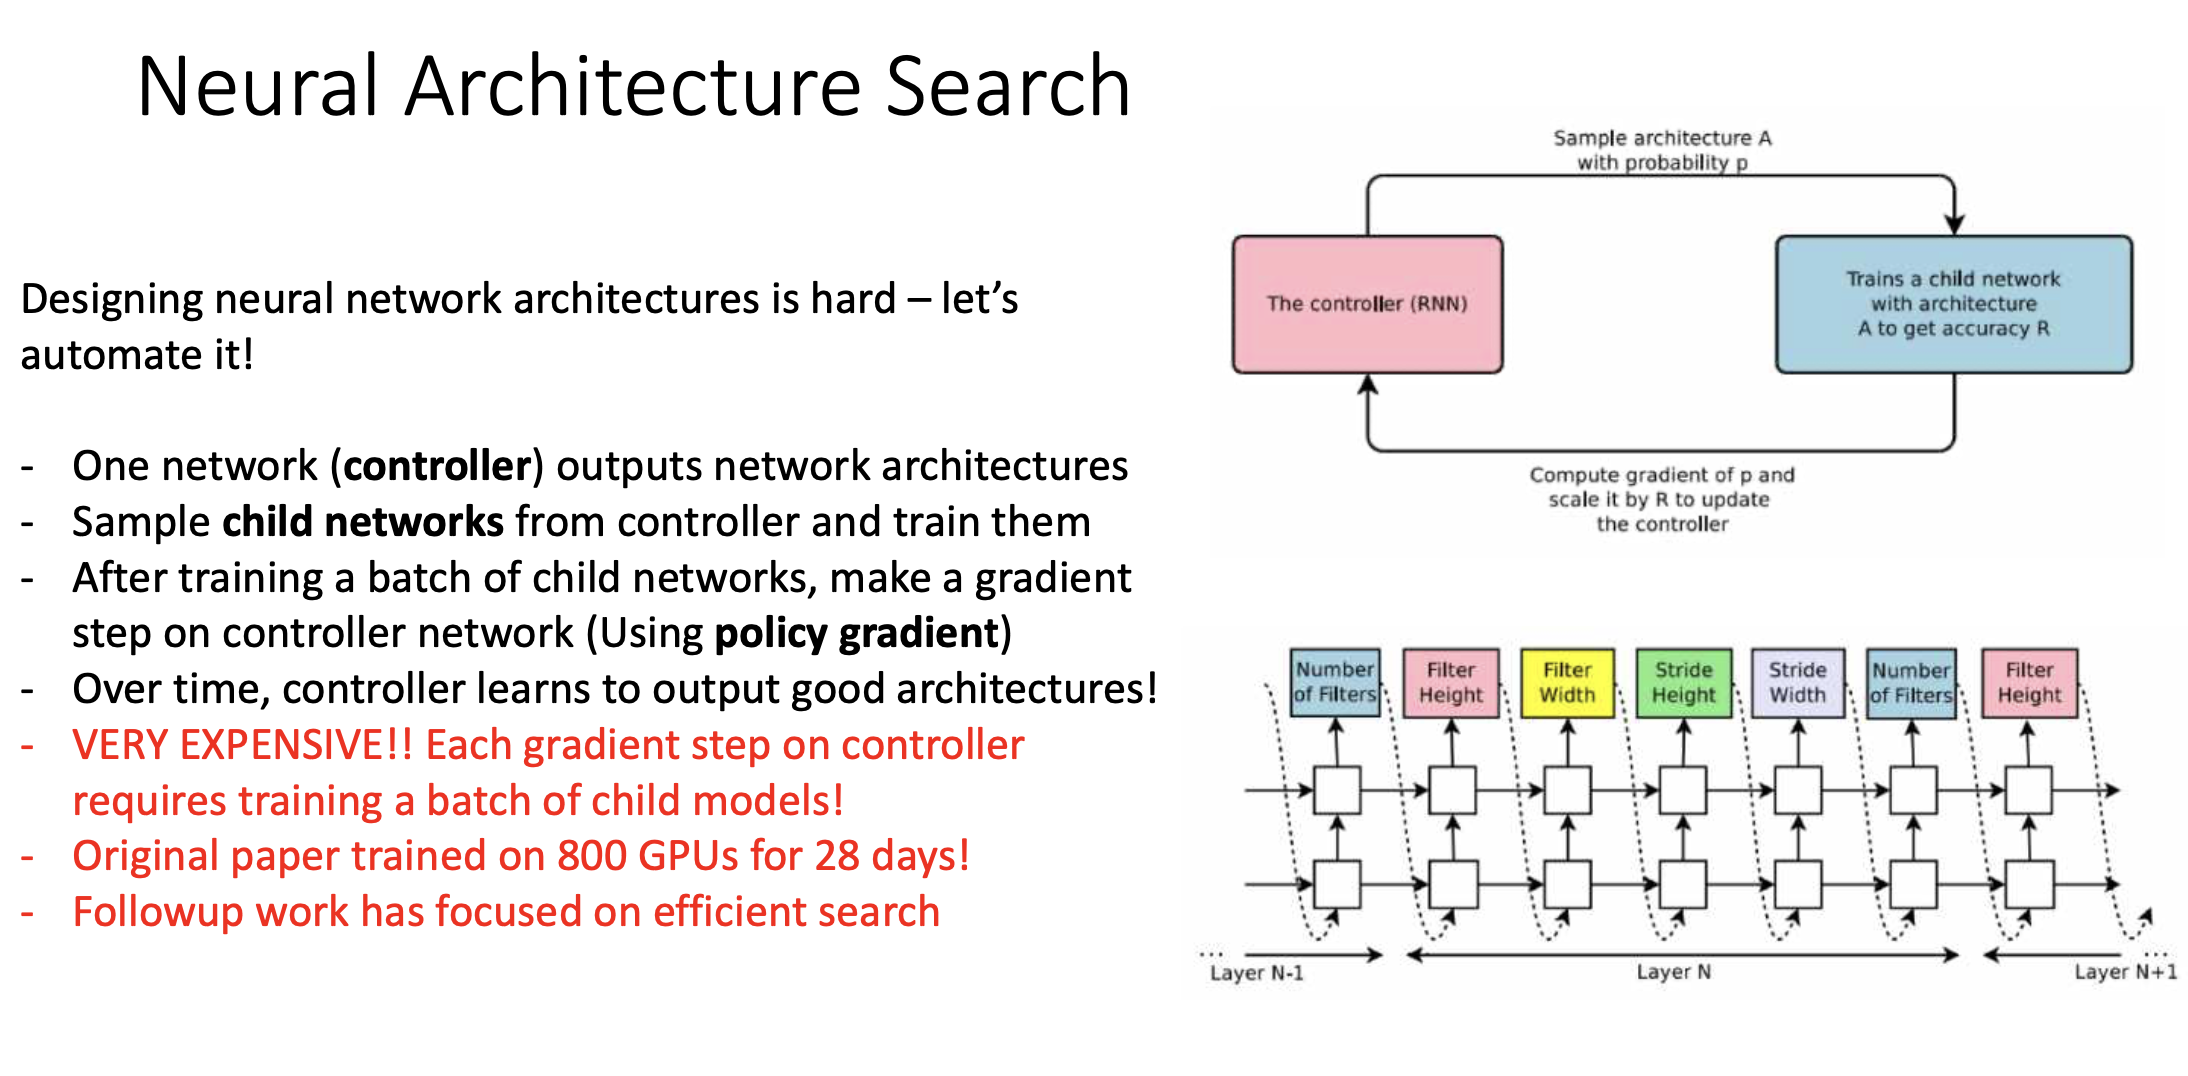 Neural Architecture Search
Designing neural network architectures is hard – let’s
automate it!
- One network (controller) outputs network architectures
- Sample child networks from controller and train them
- After training a batch of child networks, make a gradient
step on controller network (Using policy gradient)
- Over time, controller learns to output good architectures!
- VERY EXPENSIVE!! Each gradient step on controller
requires training a batch of child models!
- Original paper trained on 800 GPUs for 28 days!
- Followup work has focused on efficient search
Sample architecture A
with probability p
The controller (RNN)
Trains a child network
with architecture
A to get accuracy R
Compute gradient of p and
scale it by R to update
the controller
Number
of Filters
Filter
Height
Filter
Width
Stride
Height
Stride
Width
Number
of Filters
Filter
Height
...
Layer N-1
Layer N
...
Layer N+1